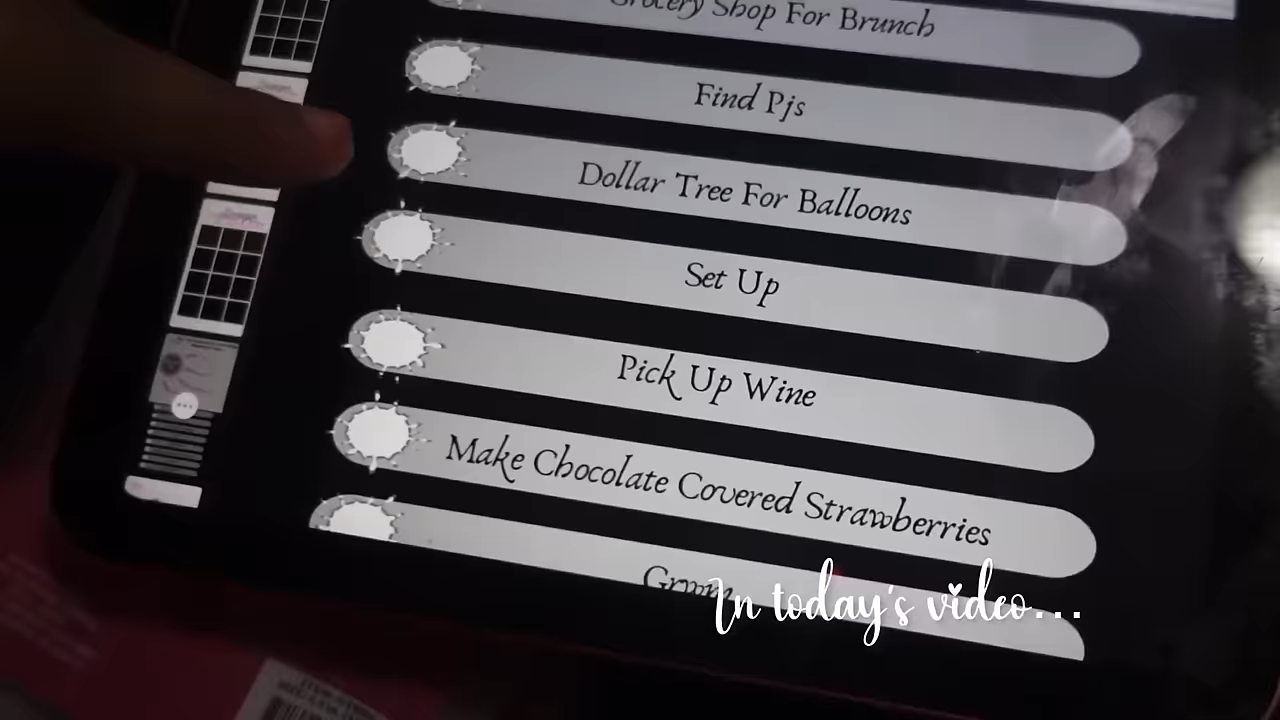 Grocery Shop For Brunch
Find Pjs
Dollar Tree For Balloons
Set Up
Pick Up Wine
Make Chocolate Covered Strawberries
In today's video...